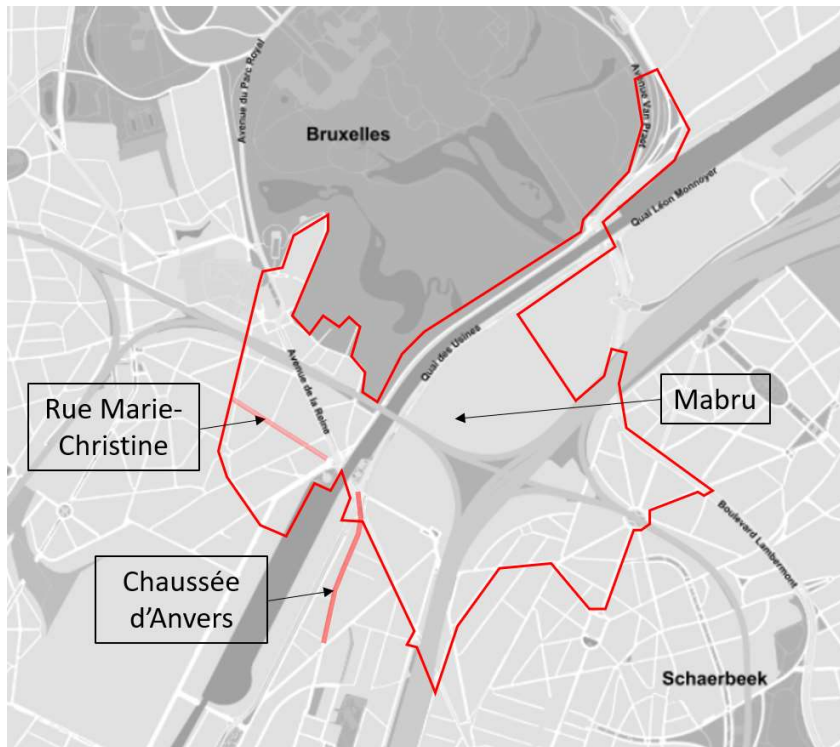 Avenue du Parc Royal
Bruxelles
Avenue Van Praet
Quai Léon Monnoyer
Quai des Usines
Avenue de la Reine
Rue Marie-
Christine
Mabru
Chaussée
d'Anvers
Boulevard Lambermont
Schaerbeek